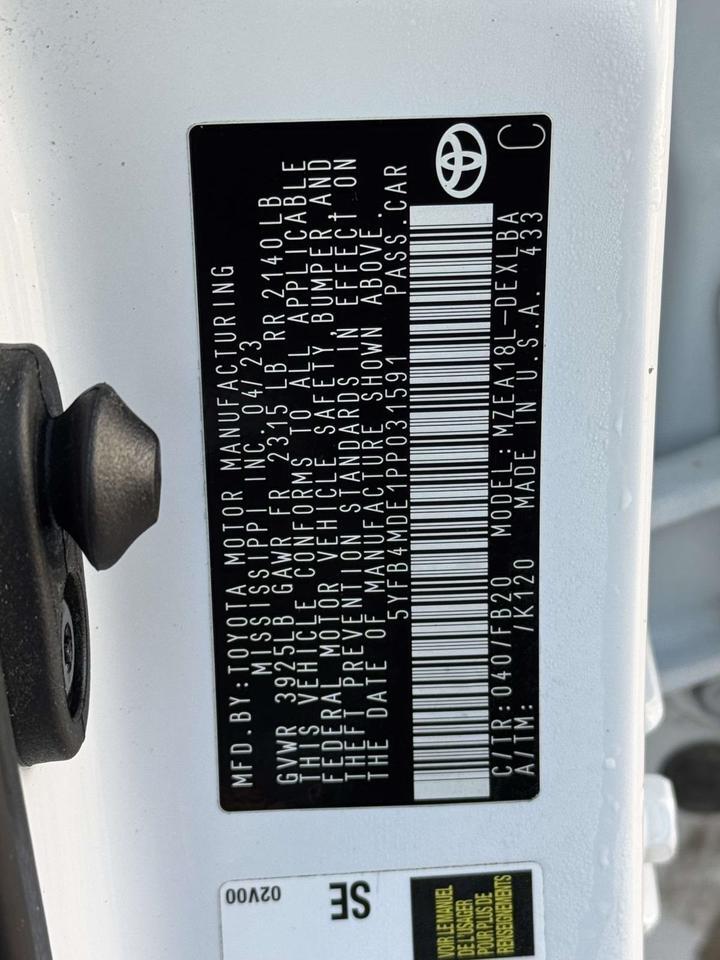 MFD.BY:TOYOTA MOTOR MANUFACTURING
MISSISSIPPI INC. 04/23
GVWR 3925LB GAWR FR 2315 LB RR 2140 LB
THIS VEHICLE CONFORMS TO ALL APPLICABLE
FEDERAL MOTOR VEHICLE SAFETY, BUMPER AND
THEFT PREVENTION STANDARDS IN EFFECT ON
THE DATE OF MANUFACTURE SHOWN ABOVE.
5YFB4MDE1PP031591 PASS.CAR
C/TR:040/FB20 MODEL:MZEA18L-DEXLBA
A/TM: /K120 MADE IN U.S.A. 433
C
02V00
SE
VOIR LE MANUEL
DE L'USAGER
POUR PLUS DE
RENSEIGNEMENTS